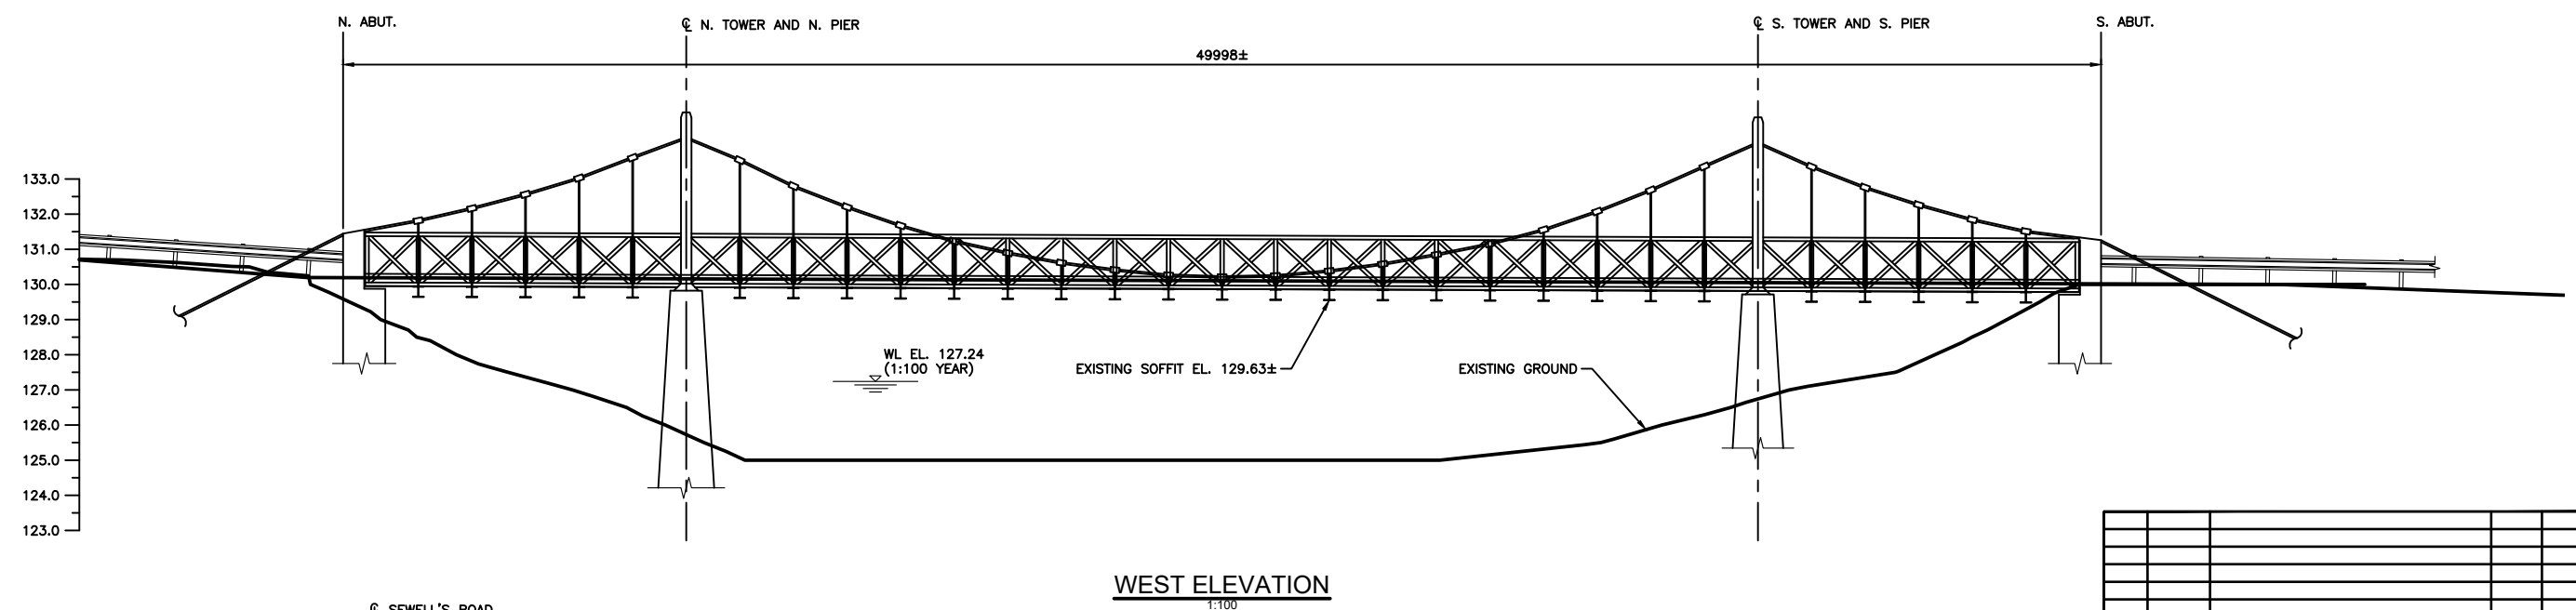 N. ABUT.
℄ N. TOWER AND N. PIER
℄ S. TOWER AND S. PIER
S. ABUT.
49998±
133.0
132.0
131.0
130.0
129.0
128.0
127.0
126.0
125.0
124.0
123.0
WL EL. 127.24
(1:100 YEAR)
EXISTING SOFFIT EL. 129.63±
EXISTING GROUND
WEST ELEVATION
1:100
℄ SEWELL'S ROAD